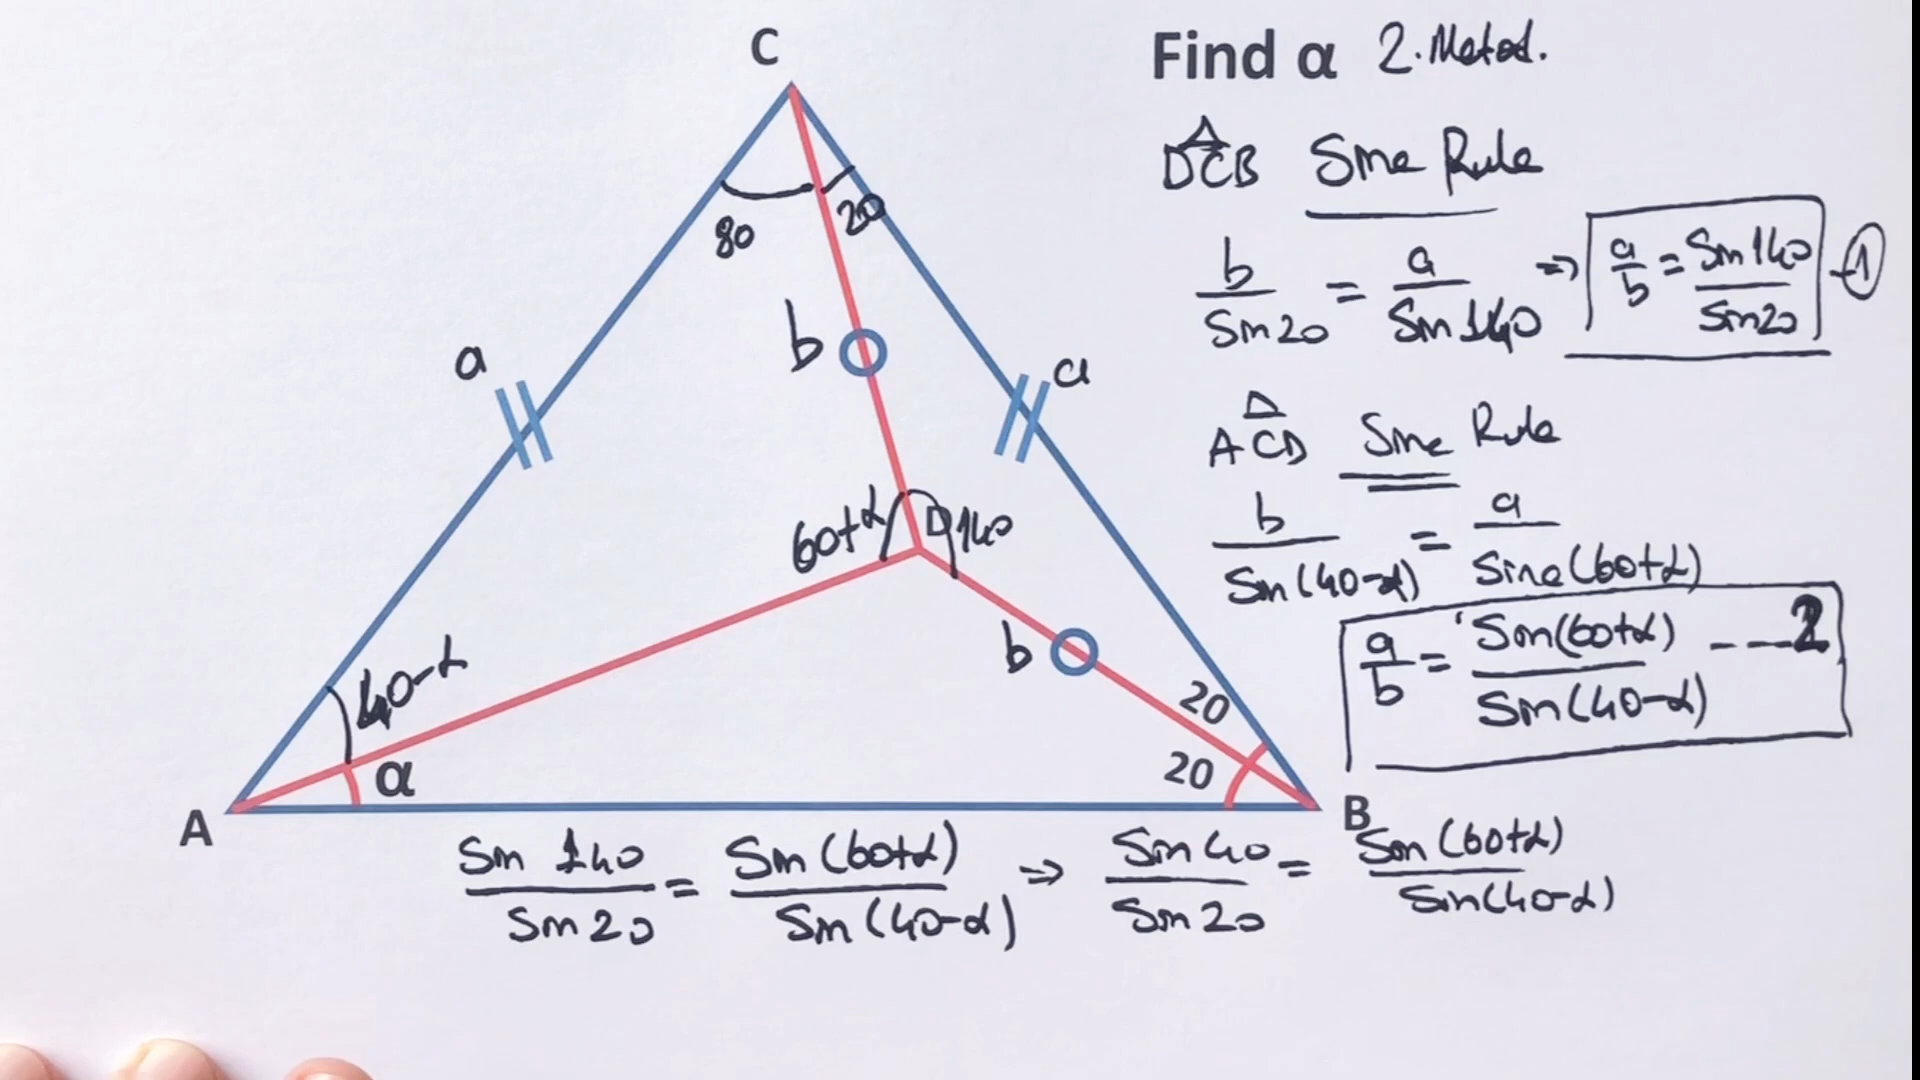 C
Find α 2. Metod.
DCB Sine Rule
80 20
b/Sin20 = a/Sin140 => a/b = Sin140/Sin20 -①
a b a
ACD Sine Rule
b/Sin(40-α) = a/Sine(60+α)
60+α D 140
a/b = Sin(60+α)/Sin(40-α) ---2
b
40-α 20
α 20
A B
Sin 140/Sin20 = Sin(60+α)/Sin(40-α) => Sin40/Sin20 = Sin(60+α)/Sin(40-α)